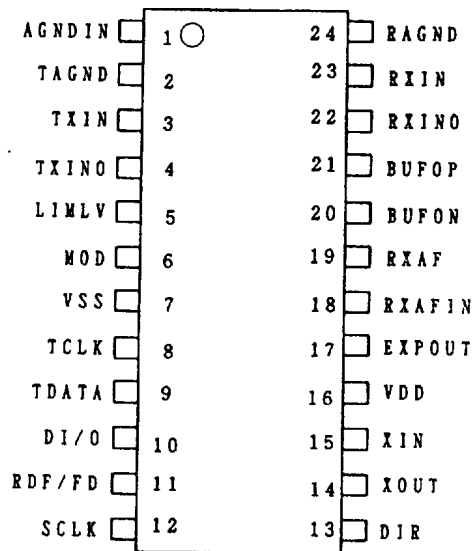 AGNDIN 1 24 RAGND
TAGND 2 23 RXIN
TXIN 3 22 RXINO
TXINO 4 21 BUFOP
LIMLV 5 20 BUFON
MOD 6 19 RXAF
VSS 7 18 RXAFIN
TCLK 8 17 EXPOUT
TDATA 9 16 VDD
DI/O 10 15 XIN
RDF/FD 11 14 XOUT
SCLK 12 13 DIR